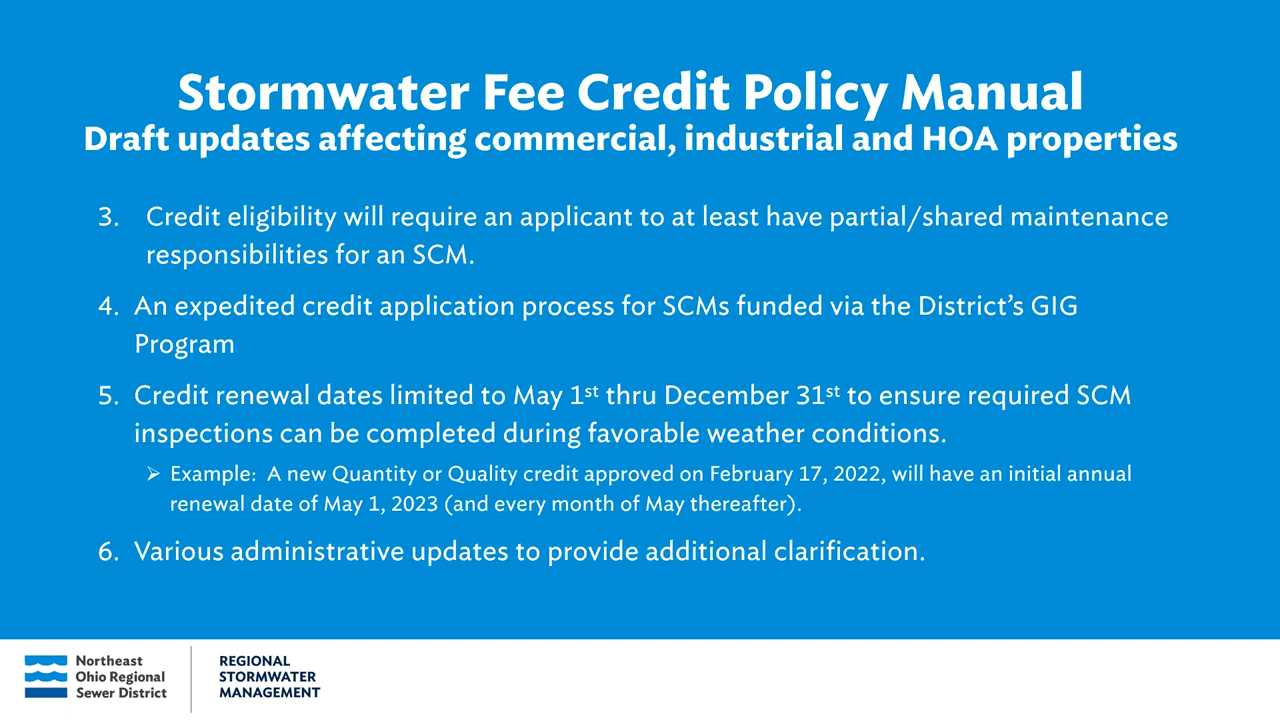 Stormwater Fee Credit Policy Manual
Draft updates affecting commercial, industrial and HOA properties
3. Credit eligibility will require an applicant to at least have partial/shared maintenance
responsibilities for an SCM.
4. An expedited credit application process for SCMs funded via the District’s GIG
Program
5. Credit renewal dates limited to May 1st thru December 31st to ensure required SCM
inspections can be completed during favorable weather conditions.
➢ Example: A new Quantity or Quality credit approved on February 17, 2022, will have an initial annual
renewal date of May 1, 2023 (and every month of May thereafter).
6. Various administrative updates to provide additional clarification.
Northeast
Ohio Regional
Sewer District
REGIONAL
STORMWATER
MANAGEMENT